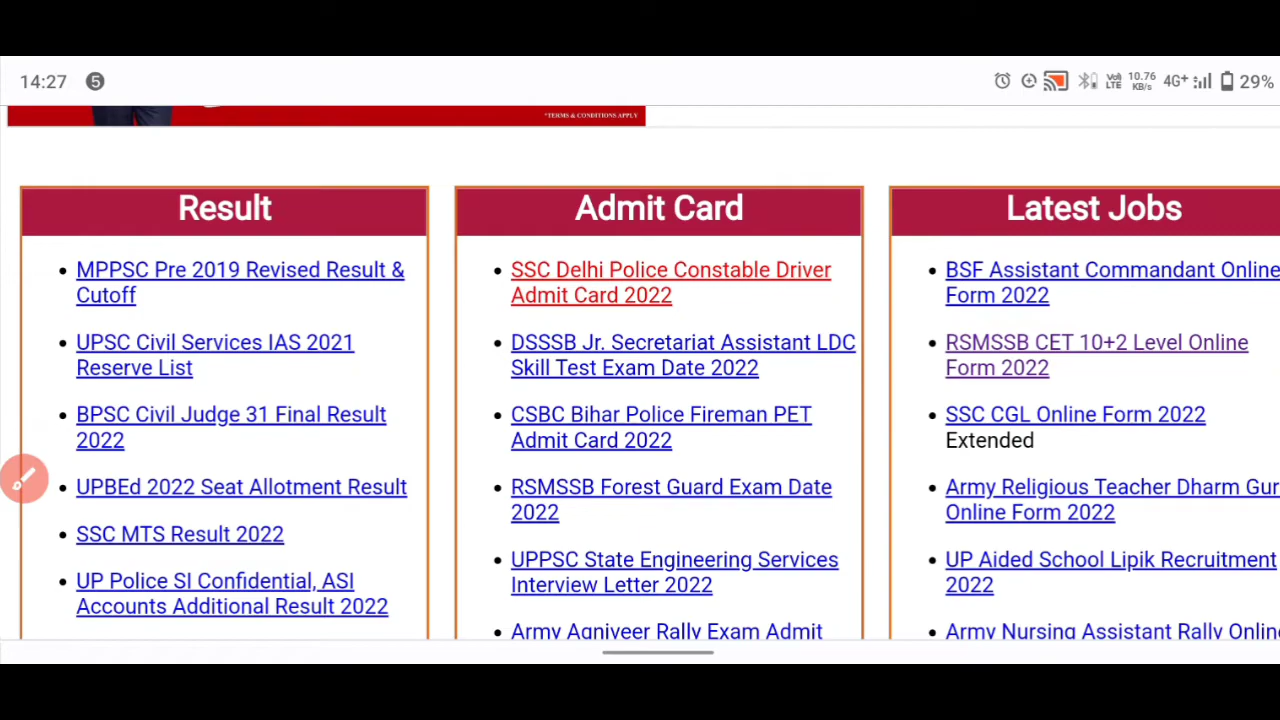 14:27 5 Vo) LTE 10.76 KB/s 4G+ 29%
*TERMS & CONDITIONS APPLY
Result
MPPSC Pre 2019 Revised Result &
Cutoff
UPSC Civil Services IAS 2021
Reserve List
BPSC Civil Judge 31 Final Result
2022
UPBEd 2022 Seat Allotment Result
SSC MTS Result 2022
UP Police SI Confidential, ASI
Accounts Additional Result 2022
Admit Card
SSC Delhi Police Constable Driver
Admit Card 2022
DSSSB Jr. Secretariat Assistant LDC
Skill Test Exam Date 2022
CSBC Bihar Police Fireman PET
Admit Card 2022
RSMSSB Forest Guard Exam Date
2022
UPPSC State Engineering Services
Interview Letter 2022
Army Agniveer Rally Exam Admit
Latest Jobs
BSF Assistant Commandant Online
Form 2022
RSMSSB CET 10+2 Level Online
Form 2022
SSC CGL Online Form 2022
Extended
Army Religious Teacher Dharm Gur
Online Form 2022
UP Aided School Lipik Recruitment
2022
Army Nursing Assistant Rally Onlin